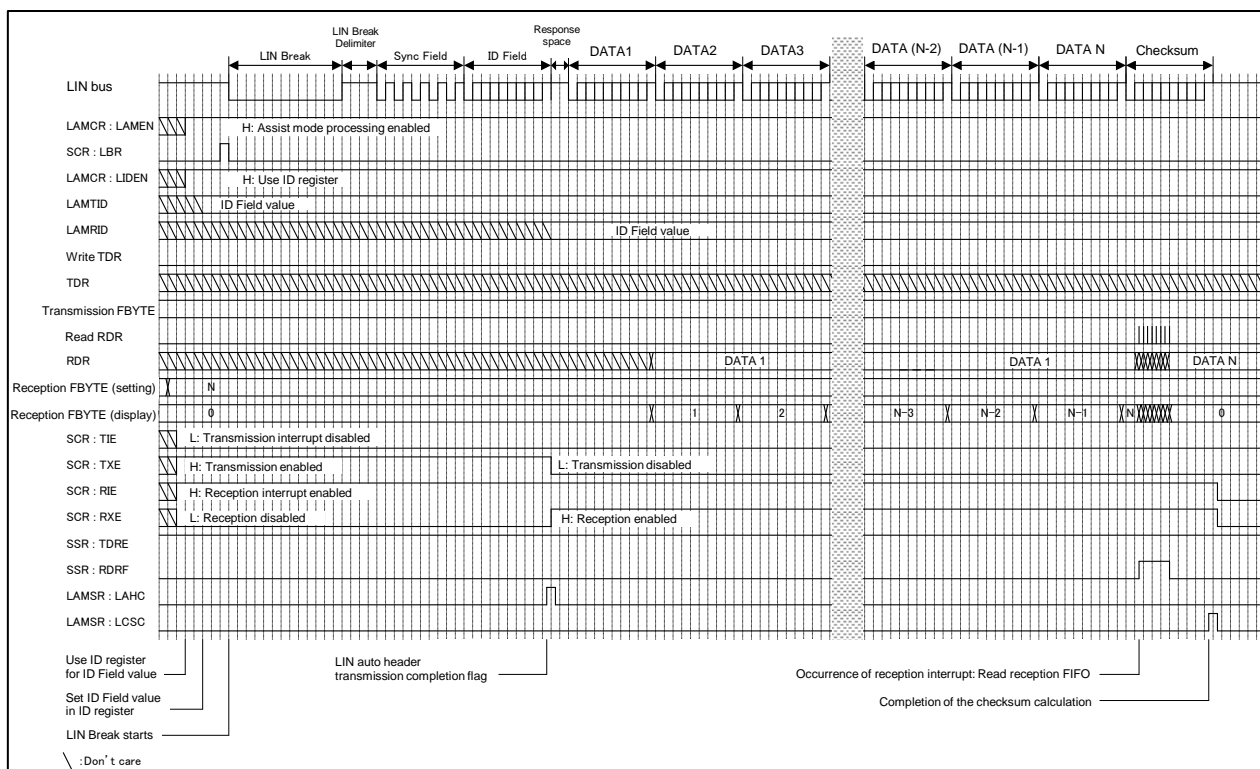 LIN Break
LIN Break
Delimiter
Sync Field
ID Field
Response
space
DATA1
DATA2
DATA3
DATA (N-2)
DATA (N-1)
DATA N
Checksum
LIN bus
LAMCR : LAMEN
H: Assist mode processing enabled
SCR : LBR
LAMCR : LIDEN
H: Use ID register
LAMTID
ID Field value
LAMRID
ID Field value
Write TDR
TDR
Transmission FBYTE
Read RDR
RDR
DATA 1
DATA 1
DATA N
Reception FBYTE (setting)
N
Reception FBYTE (display)
0
1
2
N-3
N-2
N-1
N
0
SCR : TIE
L: Transmission interrupt disabled
SCR : TXE
H: Transmission enabled
L: Transmission disabled
SCR : RIE
H: Reception interrupt enabled
SCR : RXE
L: Reception disabled
H: Reception enabled
SSR : TDRE
SSR : RDRF
LAMSR : LAHC
LAMSR : LCSC
Use ID register
for ID Field value
LIN auto header
transmission completion flag
Occurrence of reception interrupt: Read reception FIFO
Set ID Field value
in ID register
Completion of the checksum calculation
LIN Break starts
:Don't care